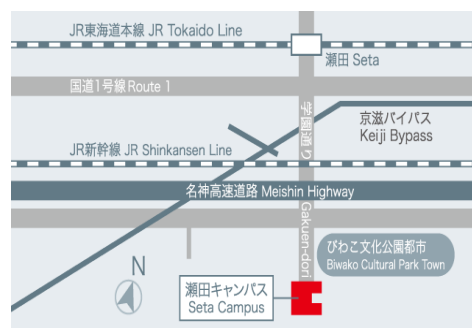 JR東海道本線 JR Tokaido Line
瀬田 Seta
国道1号線 Route 1
学園通り Gakuen-dori
京滋バイパス
Keiji Bypass
JR新幹線 JR Shinkansen Line
名神高速道路 Meishin Highway
びわこ文化公園都市
Biwako Cultural Park Town
N
瀬田キャンパス
Seta Campus